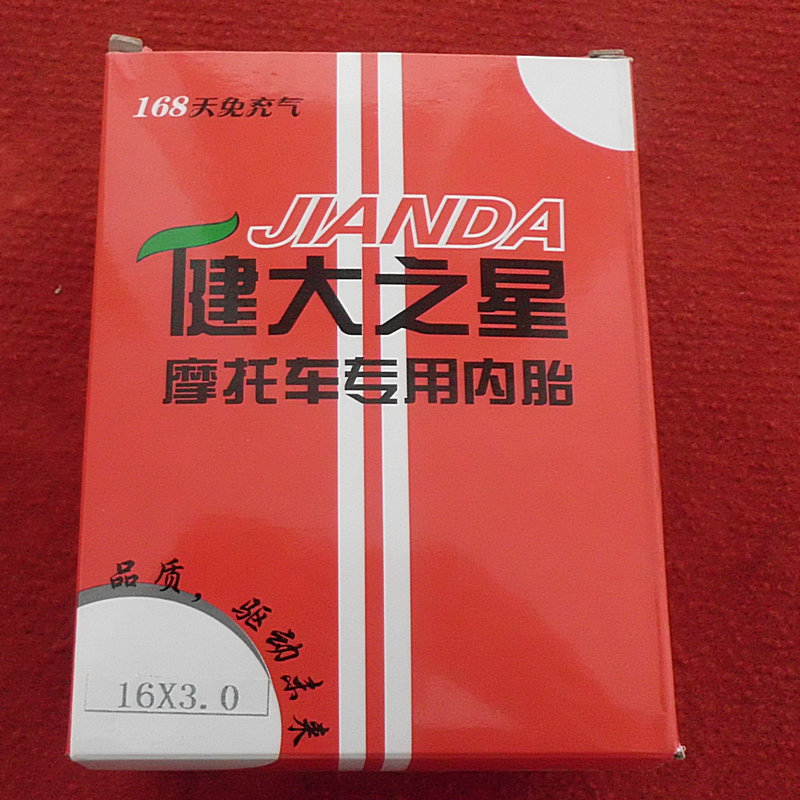 168天免充气
JIANDA
健大之星
摩托车专用内胎
品质，驱动未来
16X3.0